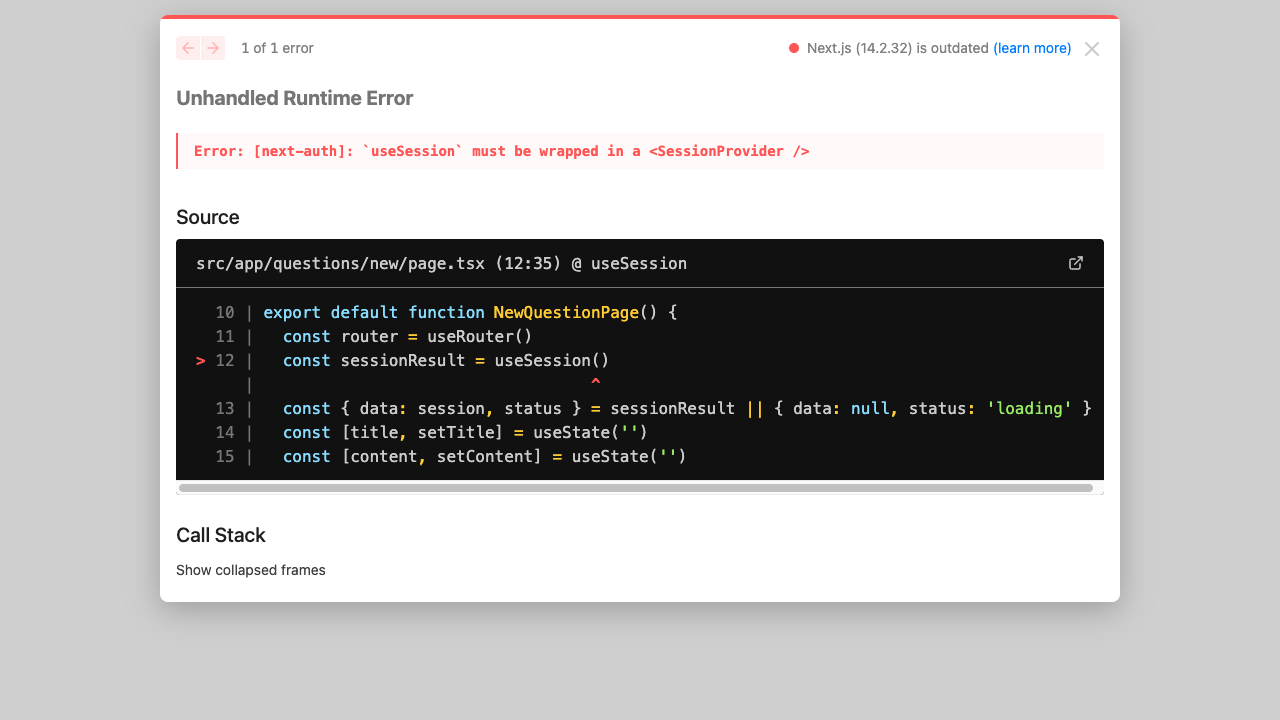 1 of 1 error
Next.js (14.2.32) is outdated (learn more)
Unhandled Runtime Error
Error: [next-auth]: `useSession` must be wrapped in a <SessionProvider />
Source
src/app/questions/new/page.tsx (12:35) @ useSession
10 | export default function NewQuestionPage() {
11 |   const router = useRouter()
> 12 |   const sessionResult = useSession()
|                                   ^
13 |   const { data: session, status } = sessionResult || { data: null, status: 'loading' }
14 |   const [title, setTitle] = useState('')
15 |   const [content, setContent] = useState('')
Call Stack
Show collapsed frames